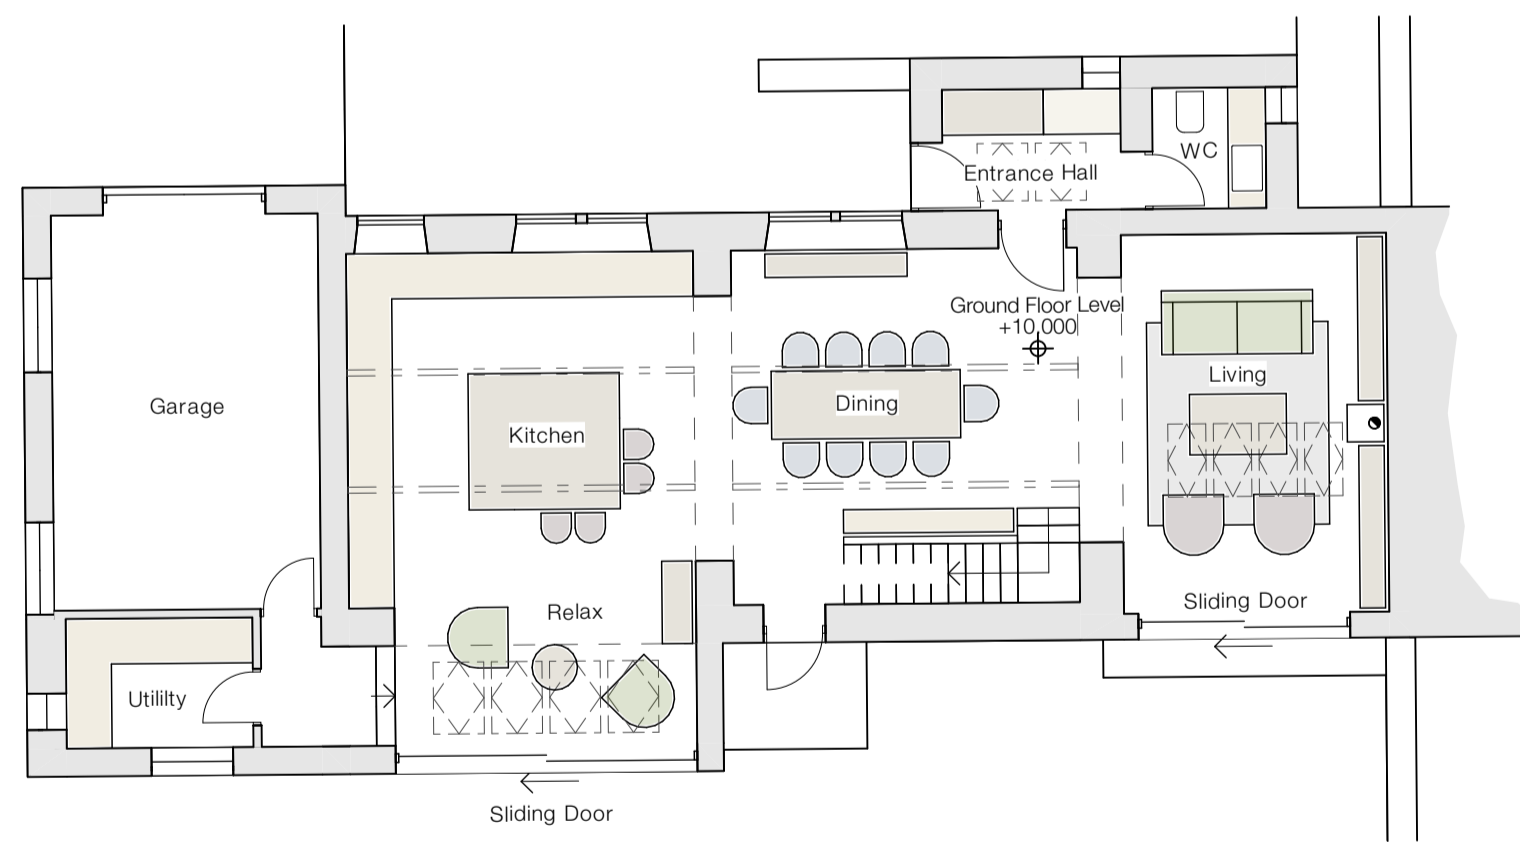 WC
Entrance Hall
Ground Floor Level
+10,000
Living
Garage
Dining
Kitchen
Sliding Door
Relax
Utililty
Sliding Door